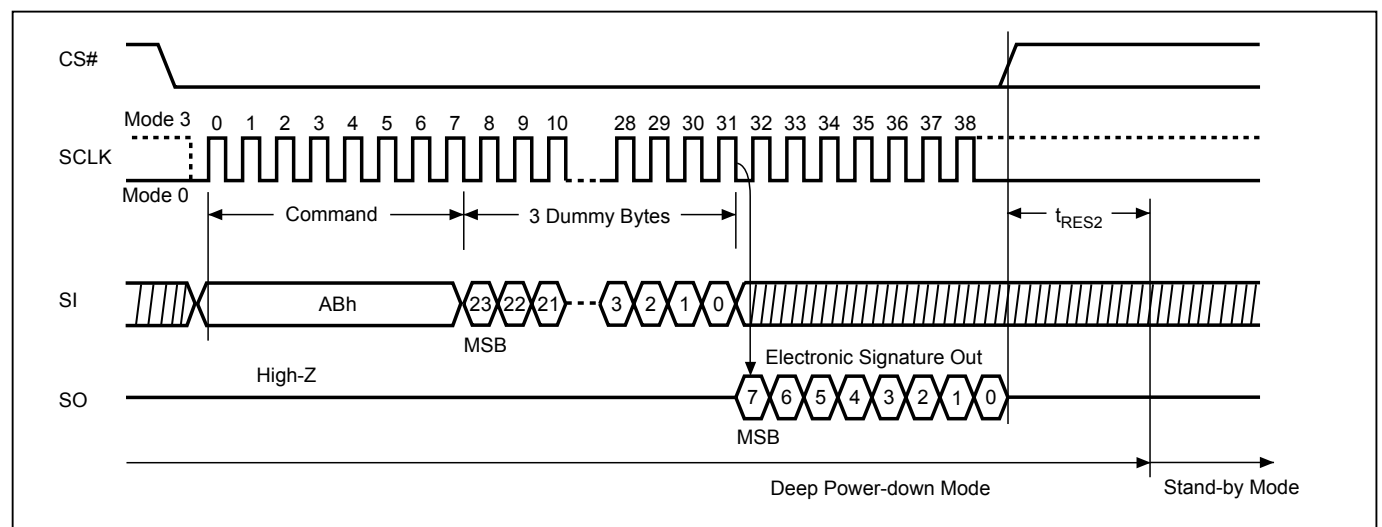 CS#
Mode 3 0 1 2 3 4 5 6 7 8 9 10 28 29 30 31 32 33 34 35 36 37 38
SCLK
Mode 0
Command 3 Dummy Bytes tRES2
SI ABh 23 22 21 3 2 1 0
MSB
High-Z Electronic Signature Out
SO 7 6 5 4 3 2 1 0
MSB
Deep Power-down Mode Stand-by Mode